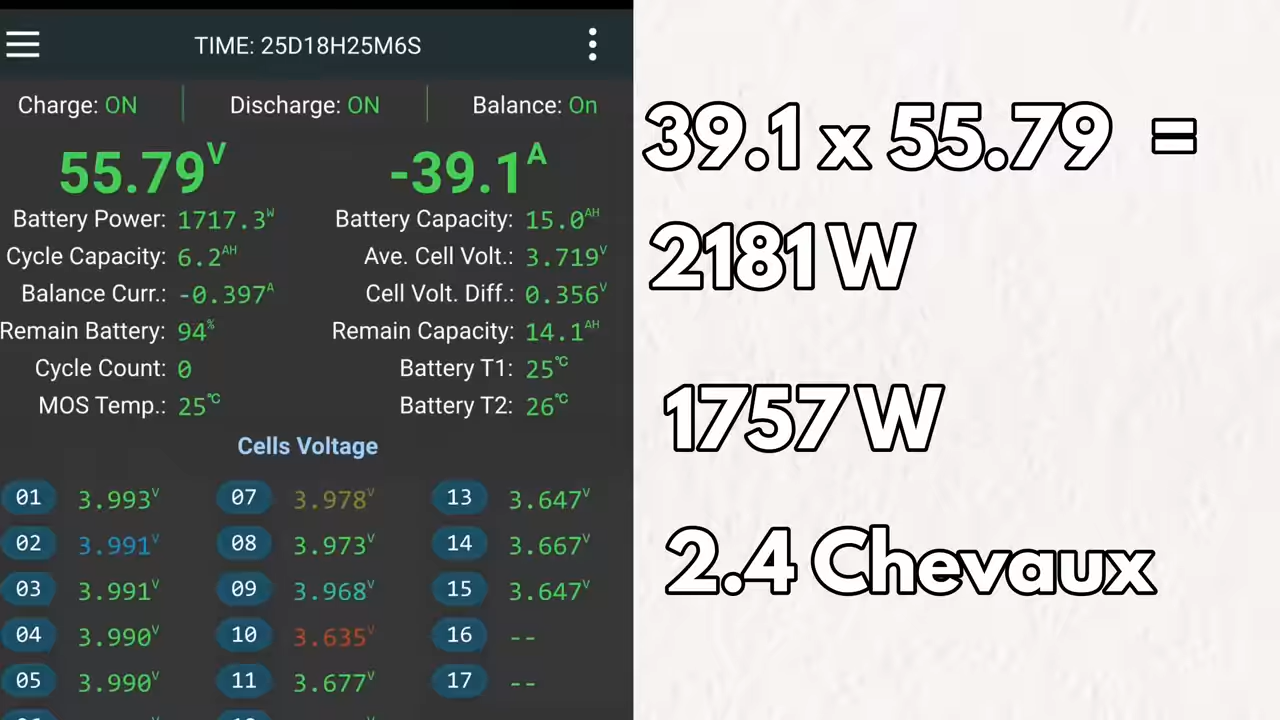 TIME: 25D18H25M6S
Charge: ON Discharge: ON Balance: On
55.79V -39.1A
Battery Power: 1717.3W Battery Capacity: 15.0AH
Cycle Capacity: 6.2AH Ave. Cell Volt.: 3.719V
Balance Curr.: -0.397A Cell Volt. Diff.: 0.356V
Remain Battery: 94% Remain Capacity: 14.1AH
Cycle Count: 0 Battery T1: 25℃
MOS Temp.: 25℃ Battery T2: 26℃
Cells Voltage
01 3.993V 07 3.978V 13 3.647V
02 3.991V 08 3.973V 14 3.667V
03 3.991V 09 3.968V 15 3.647V
04 3.990V 10 3.635V 16 --
05 3.990V 11 3.677V 17 --
39.1 x 55.79 =
2181 W
1757 W
2.4 Chevaux